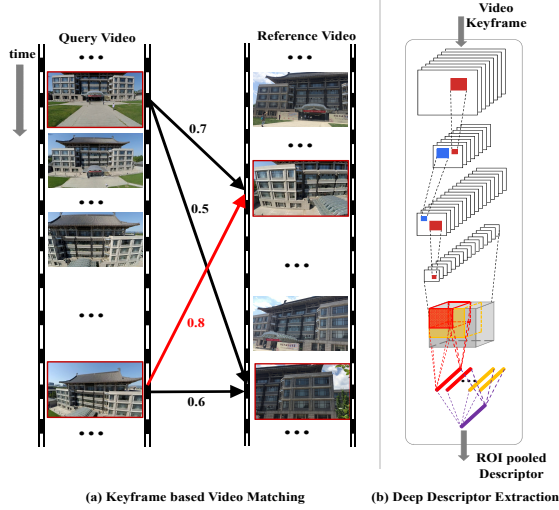 Query Video
Reference Video
time
•••
•••
0.7
•••
0.5
•••
•••
0.8
0.6
•••
•••
(a) Keyframe based Video Matching
Video
Keyframe
•••
ROI pooled
Descriptor
(b) Deep Descriptor Extraction